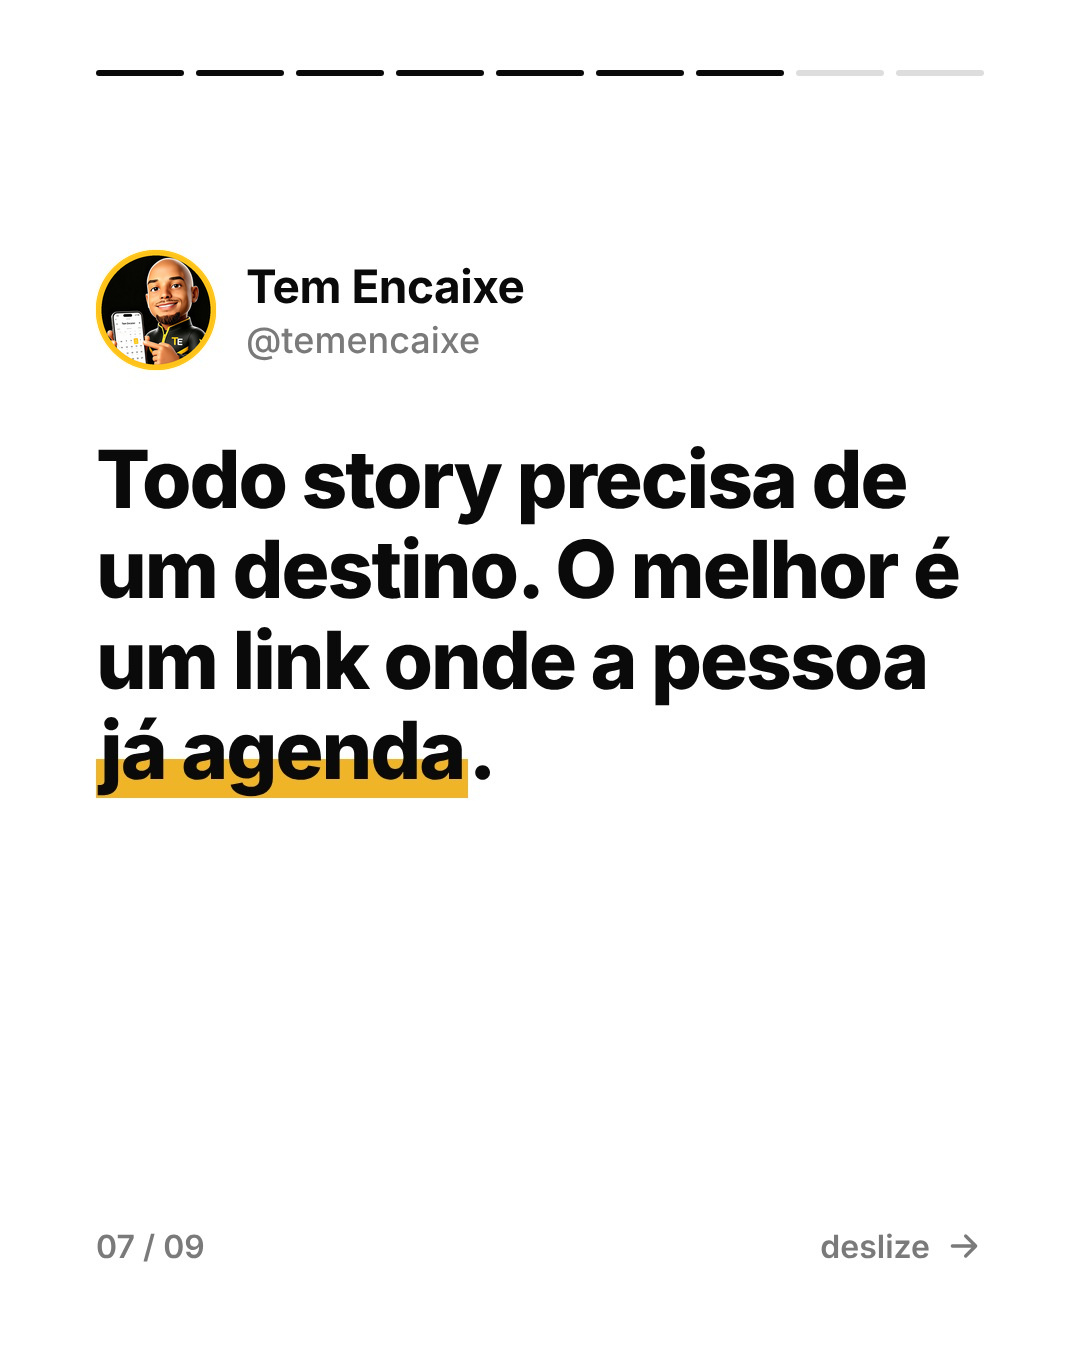 Tem Encaixe
@temencaixe
TE
Todo story precisa de
um destino. O melhor é
um link onde a pessoa
já agenda.
07 / 09
deslize →